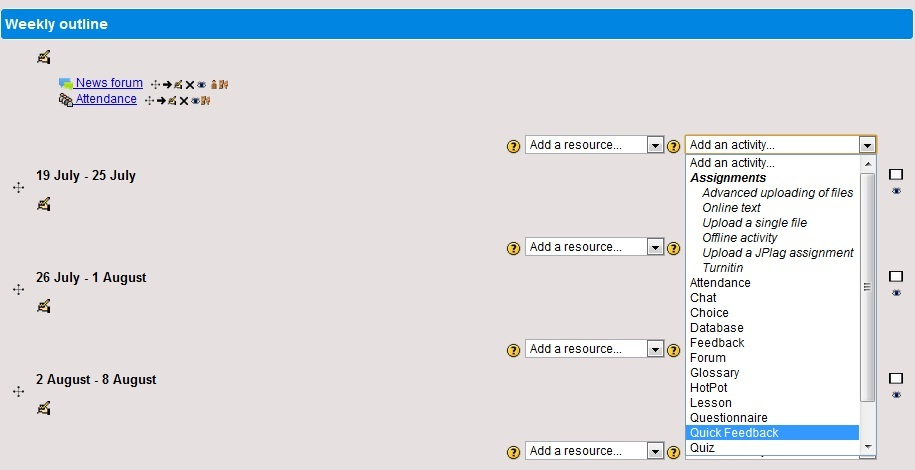 Weekly outline
News forum
Attendance
Add a resource...
Add an activity...
Add an activity...
Assignments
Advanced uploading of files
Online text
Upload a single file
Offline activity
Upload a JPlag assignment
Turnitin
Attendance
Chat
Choice
Database
Feedback
Forum
Glossary
HotPot
Lesson
Questionnaire
Quick Feedback
Quiz
19 July - 25 July
Add a resource...
26 July - 1 August
Add a resource...
2 August - 8 August
Add a resource...